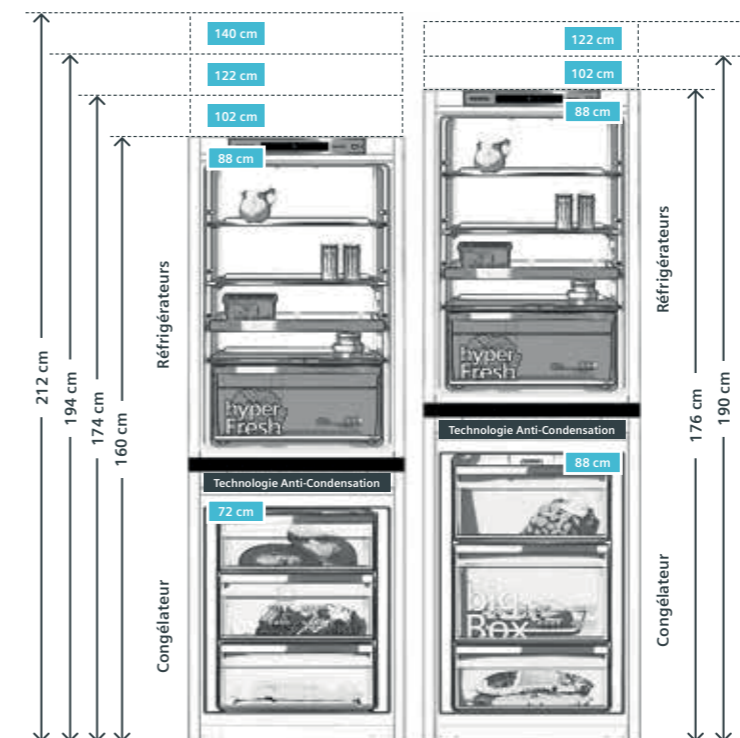 140 cm
122 cm
102 cm
88 cm
212 cm
194 cm
174 cm
160 cm
Réfrigérateurs
hyper
Fresh
Technologie Anti-Condensation
72 cm
Congélateur
122 cm
102 cm
88 cm
Réfrigérateurs
hyper
Fresh
Technologie Anti-Condensation
88 cm
big
Box
Congélateur
176 cm
190 cm